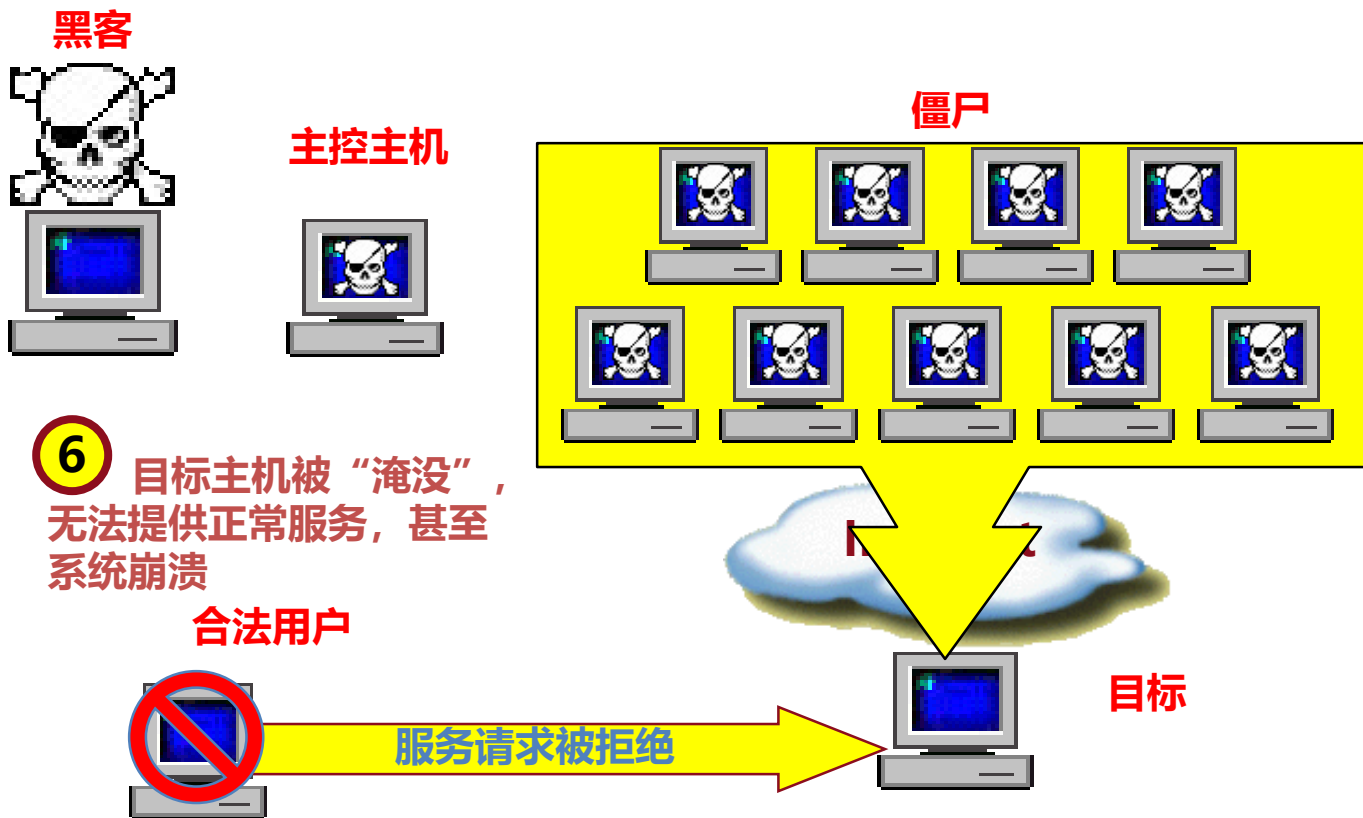 黑客
主控主机
僵尸
6
目标主机被“淹没”,
无法提供正常服务，甚至
系统崩溃
合法用户
服务请求被拒绝
目标